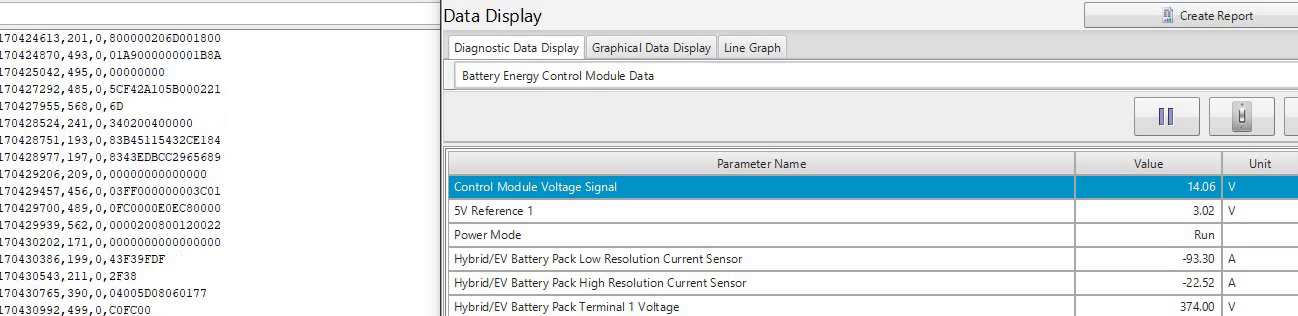 170424613,201,0,800000206D001800
170424870,493,0,01A9000000001B8A
170425042,495,0,00000000
170427292,485,0,5CF42A105B000221
170427955,568,0,6D
170428524,241,0,340200400000
170428751,193,0,83B45115432CE184
170428977,197,0,8343EDBCC2965689
170429206,209,0,00000000000000
170429457,456,0,03FF000000003C01
170429700,489,0,0FC0000E0EC80000
170429939,562,0,0000200800120022
170430202,171,0,0000000000000000
170430386,199,0,43F39FDF
170430543,211,0,2F38
170430765,390,0,04005D08060177
170430992,499,0,C0FC00
Data Display
Create Report
Diagnostic Data Display Graphical Data Display Line Graph
Battery Energy Control Module Data
Parameter Name Value Unit
Control Module Voltage Signal 14.06 V
5V Reference 1 3.02 V
Power Mode Run
Hybrid/EV Battery Pack Low Resolution Current Sensor -93.30 A
Hybrid/EV Battery Pack High Resolution Current Sensor -22.52 A
Hybrid/EV Battery Pack Terminal 1 Voltage 374.00 V